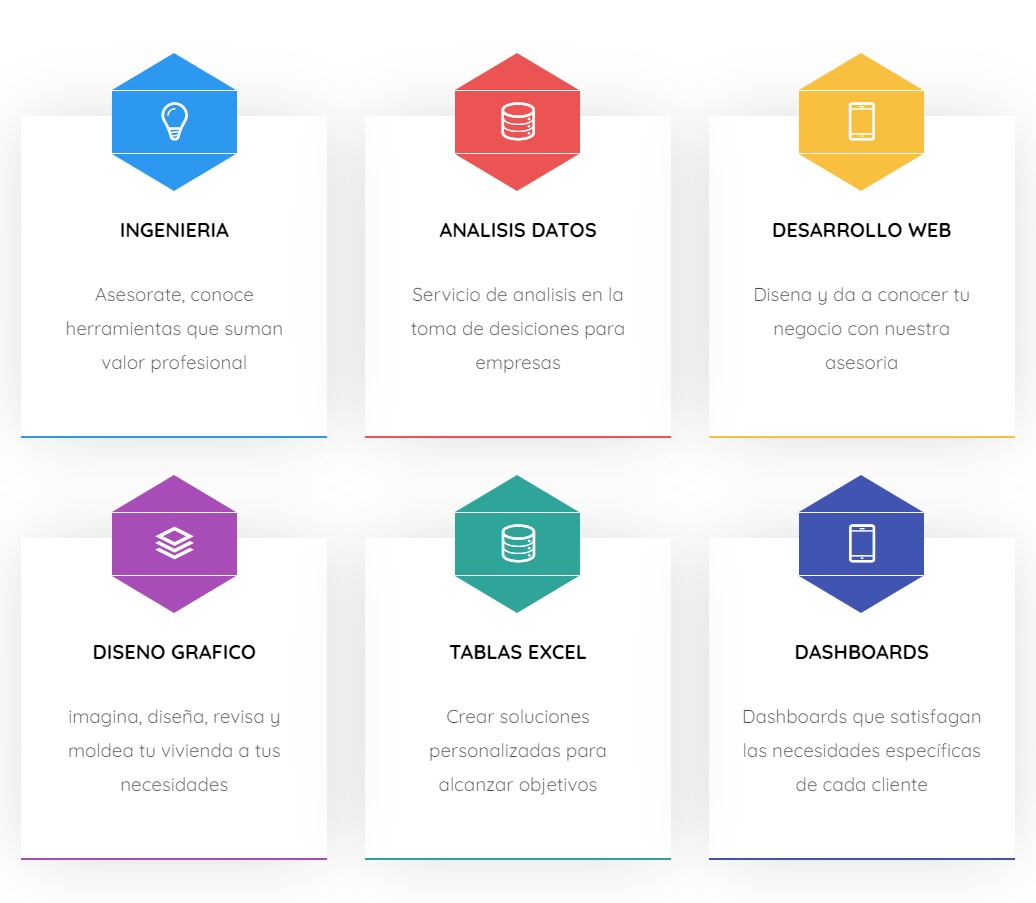 INGENIERIA
Asesorate, conoce
herramientas que suman
valor profesional
ANALISIS DATOS
Servicio de analisis en la
toma de desiciones para
empresas
DESARROLLO WEB
Disena y da a conocer tu
negocio con nuestra
asesoria
DISENO GRAFICO
imagina, diseña, revisa y
moldea tu vivienda a tus
necesidades
TABLAS EXCEL
Crear soluciones
personalizadas para
alcanzar objetivos
DASHBOARDS
Dashboards que satisfagan
las necesidades específicas
de cada cliente